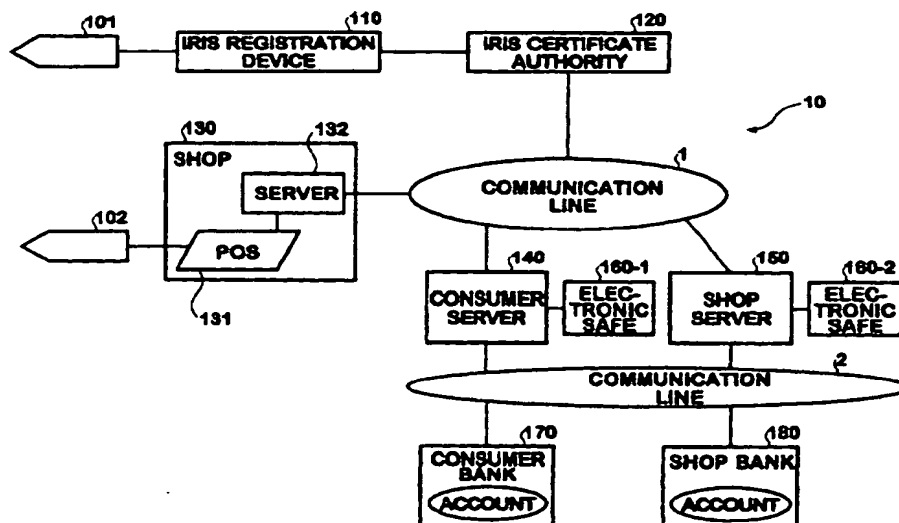 101
110
120
IRIS REGISTRATION
DEVICE
IRIS CERTIFICATE
AUTHORITY
10
130
132
SHOP
SERVER
1
COMMUNICATION
LINE
102
POS
131
140
160-1
150
160-2
CONSUMER
SERVER
ELEC-
TRONIC
SAFE
SHOP
SERVER
ELEC-
TRONIC
SAFE
2
COMMUNICATION
LINE
170
180
CONSUMER
BANK
ACCOUNT
SHOP BANK
ACCOUNT